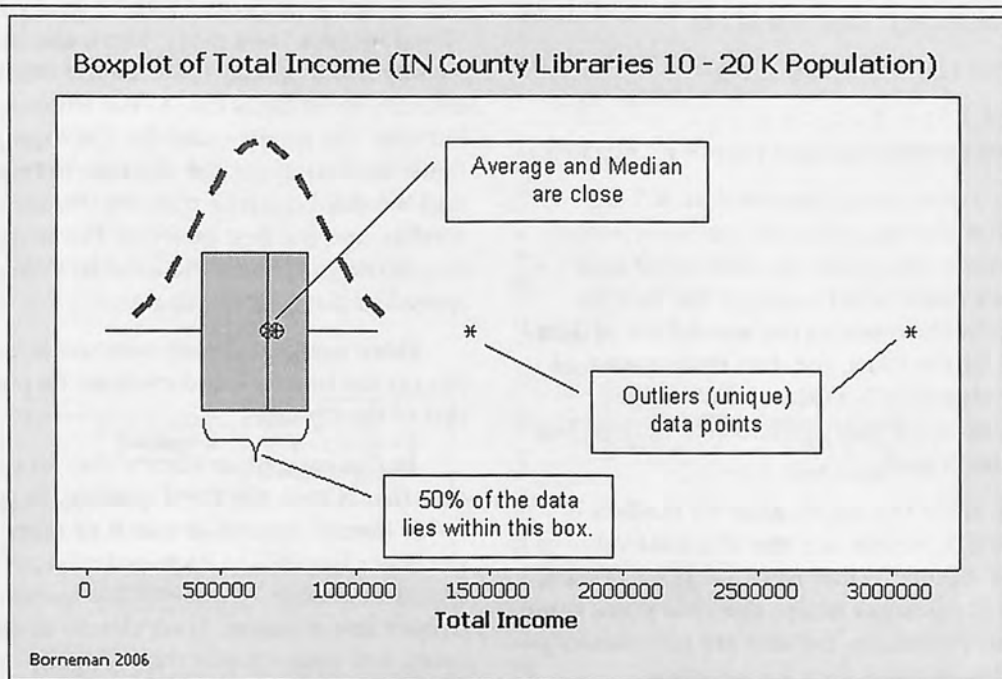 Boxplot of Total Income (IN County Libraries 10 - 20 K Population)
Average and Median
are close
Outliers (unique)
data points
50% of the data
lies within this box.
0 500000 1000000 1500000 2000000 2500000 3000000
Total Income
Borneman 2006